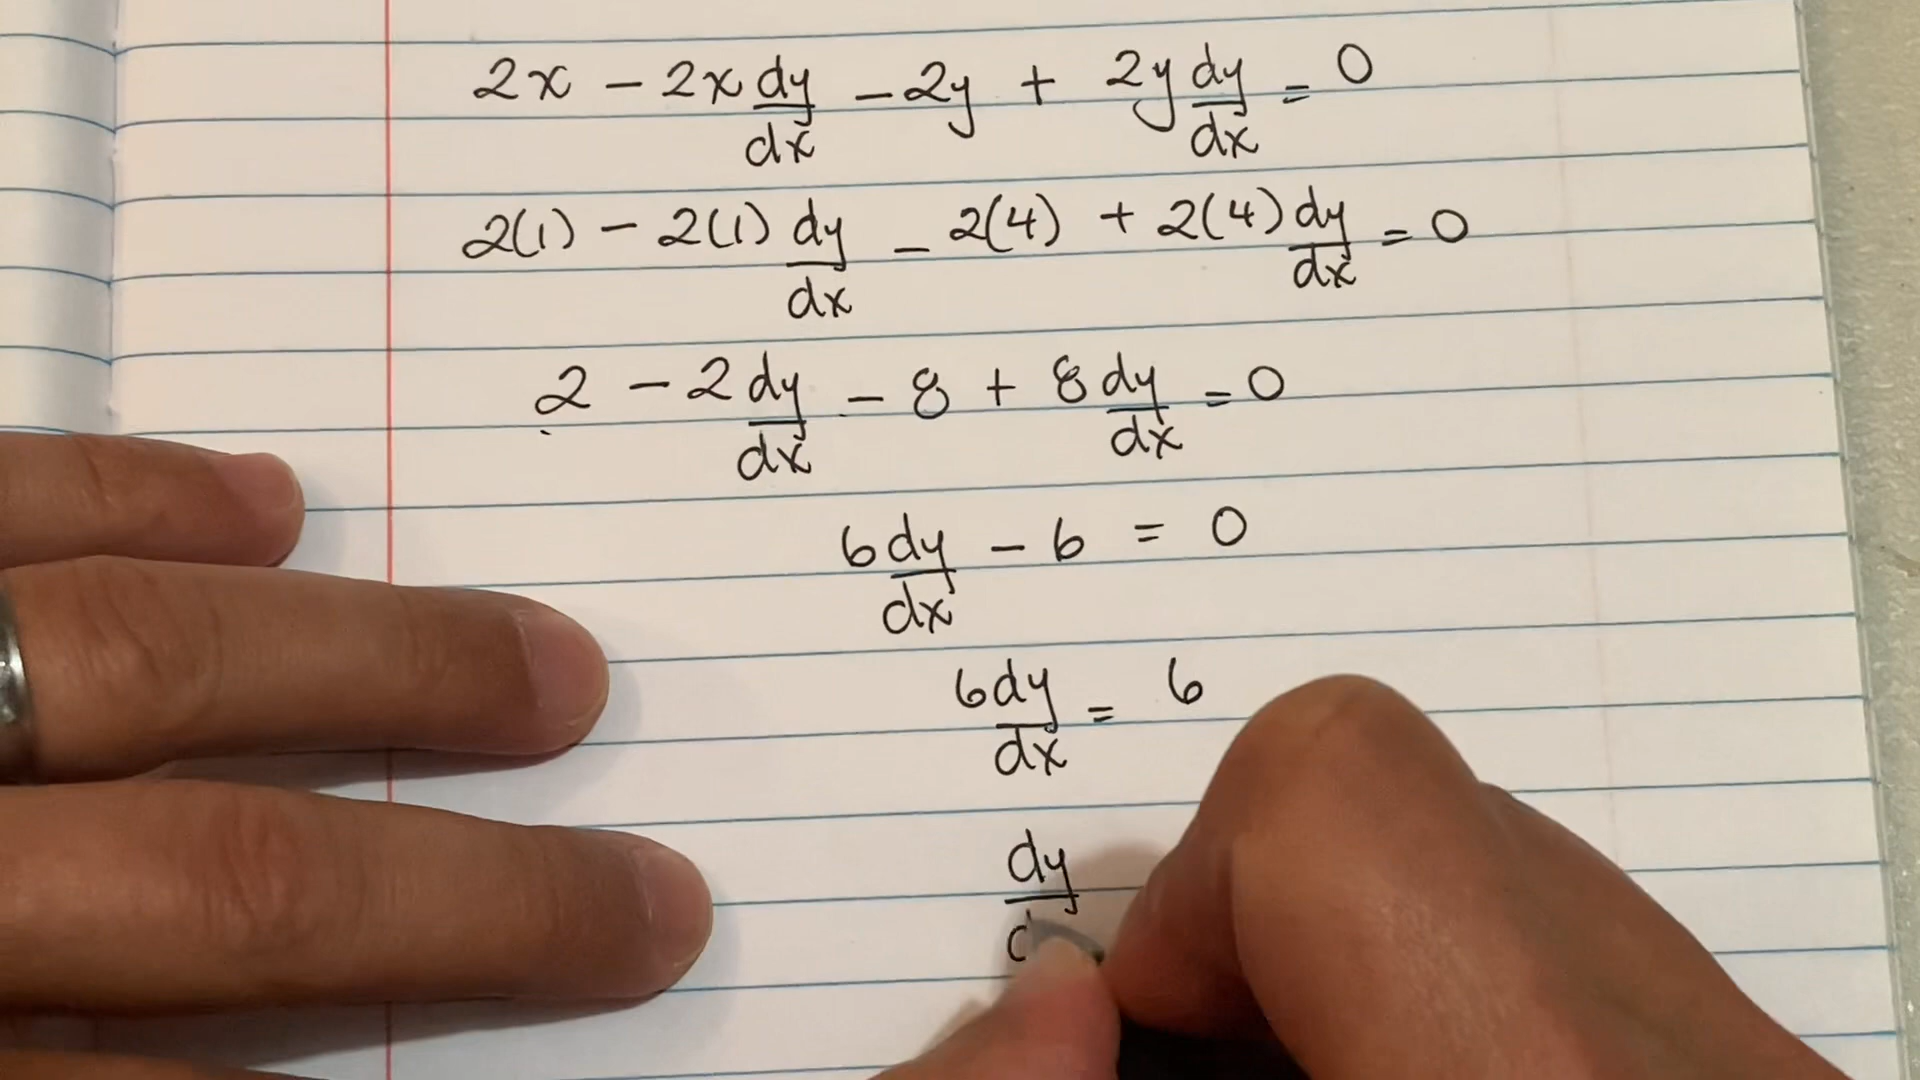 2x - 2x dy/dx - 2y + 2y dy/dx = 0
2(1) - 2(1) dy/dx - 2(4) + 2(4) dy/dx = 0
2 - 2 dy/dx - 8 + 8 dy/dx = 0
6 dy/dx - 6 = 0
6 dy/dx = 6
dy